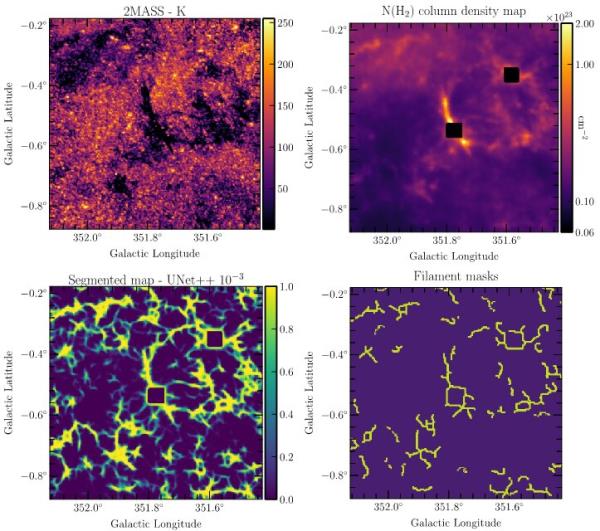 2MASS - K
−0.2°
−0.4°
−0.6°
−0.8°
Galactic Latitude
352.0° 351.8° 351.6°
Galactic Longitude
250
200
150
100
50
N(H₂) column density map
×10²³
−0.2°
−0.4°
−0.6°
−0.8°
Galactic Latitude
352.0° 351.8° 351.6°
Galactic Longitude
2.00
1.00
0.10
0.06
cm⁻²
Segmented map - UNet++ 10⁻³
−0.2°
−0.4°
−0.6°
−0.8°
Galactic Latitude
352.0° 351.8° 351.6°
Galactic Longitude
1.0
0.8
0.6
0.4
0.2
0.0
Filament masks
−0.2°
−0.4°
−0.6°
−0.8°
Galactic Latitude
352.0° 351.8° 351.6°
Galactic Longitude